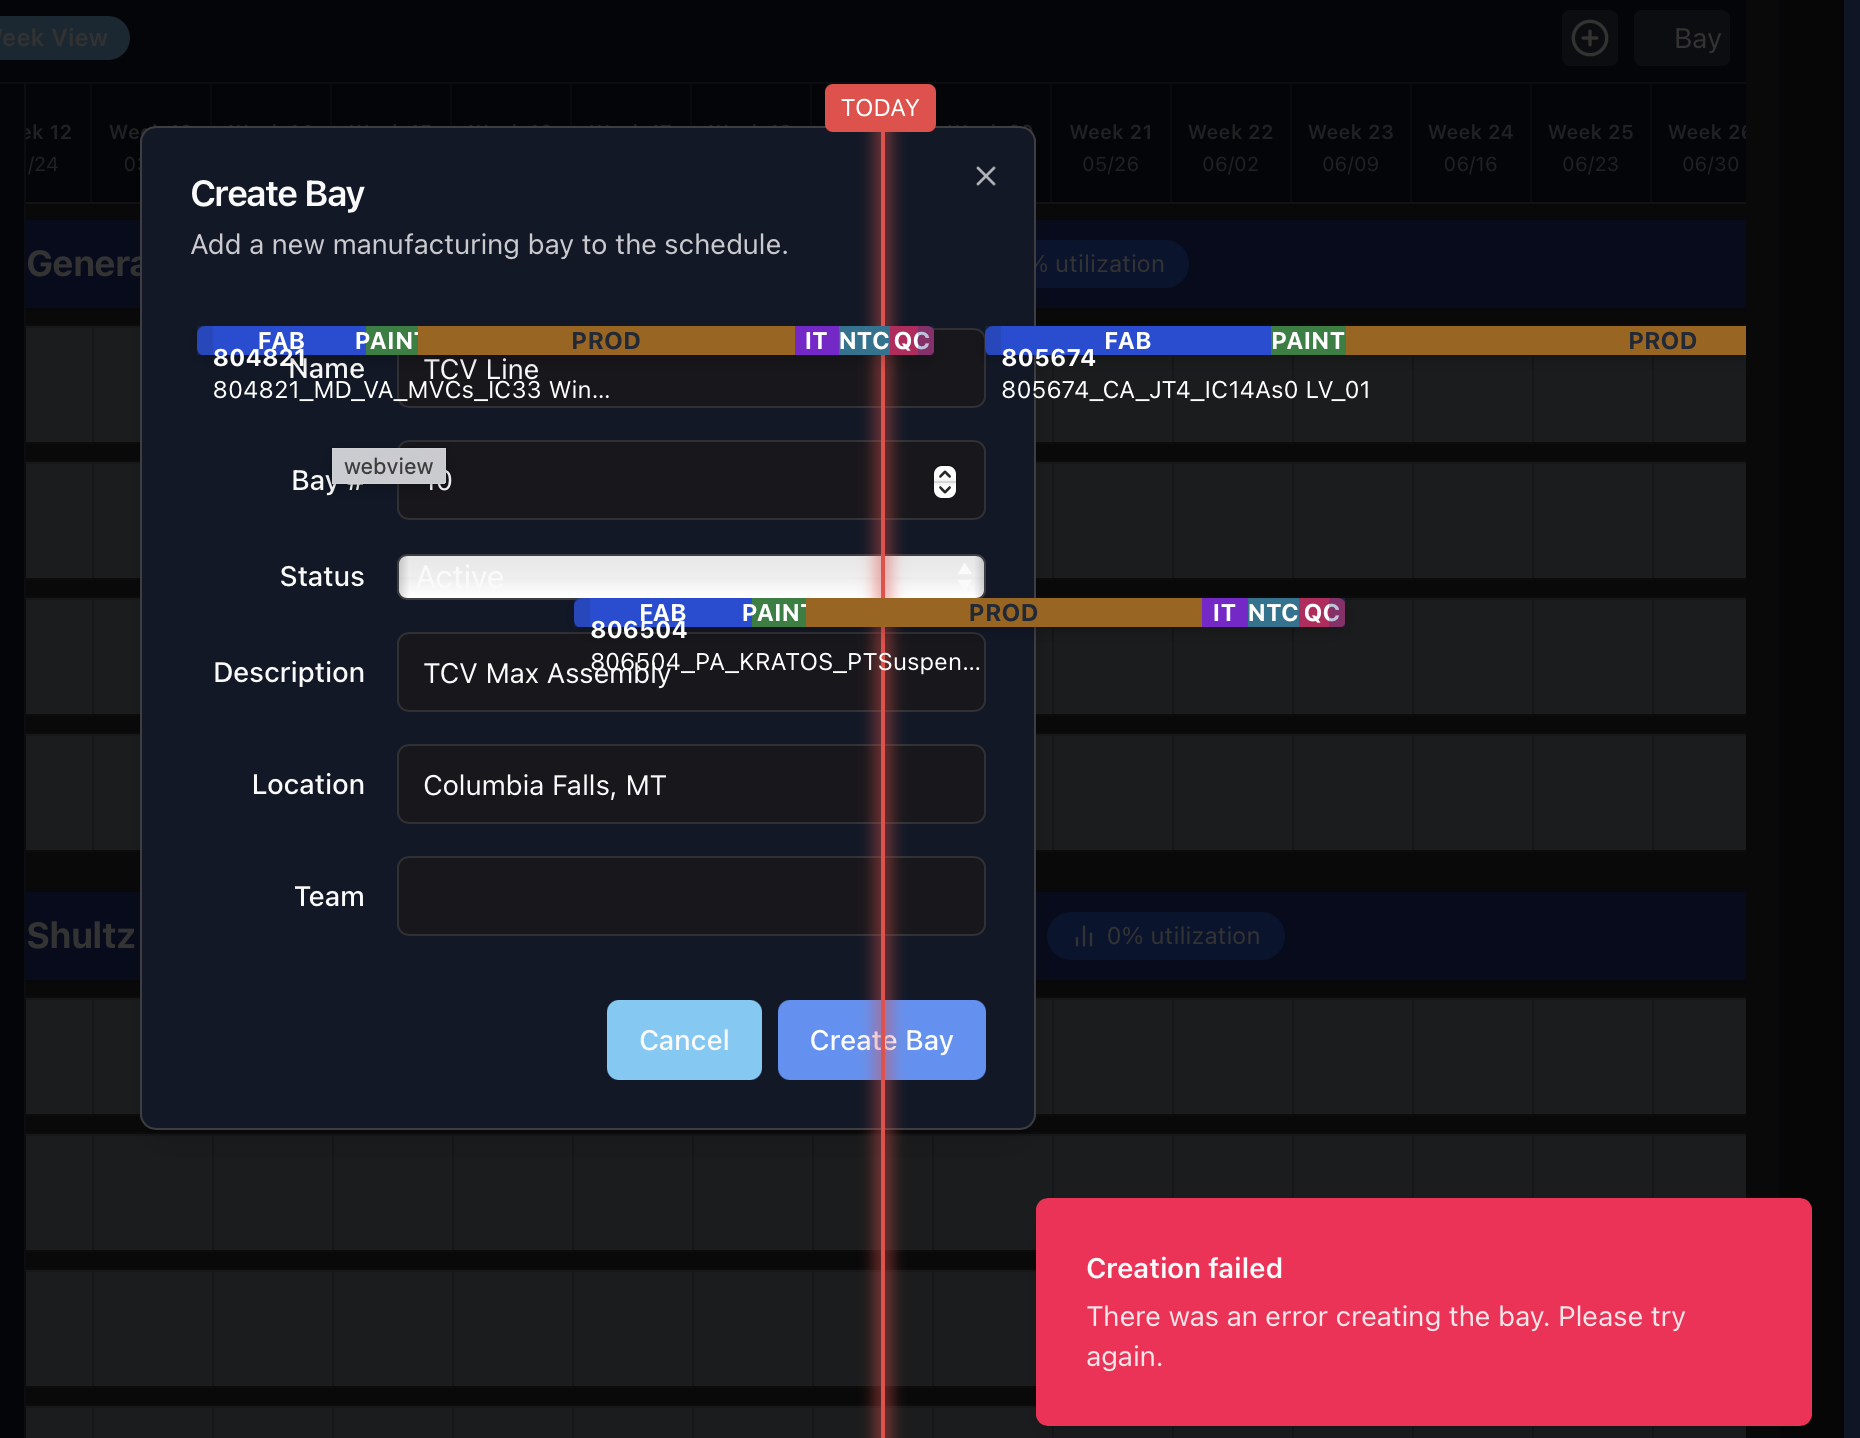 eek View
Bay
TODAY
ek 12
Week 21
Week 22
Week 23
Week 24
Week 25
Week 26
/24
05/26
06/02
06/09
06/16
06/23
06/30
Create Bay
Add a new manufacturing bay to the schedule.
Genera
% utilization
FAB PAINT PROD IT NTC QC
FAB PAINT PROD
804821
805674
Name
TCV Line
804821_MD_VA_MVCs_IC33 Win...
805674_CA_JT4_IC14As0 LV_01
webview
Bay #
10
Status
Active
FAB PAINT PROD IT NTC QC
806504
806504_PA_KRATOS_PTSuspen...
Description
TCV Max Assembly
Location
Columbia Falls, MT
Team
Shultz
0% utilization
Cancel
Create Bay
Creation failed
There was an error creating the bay. Please try
again.